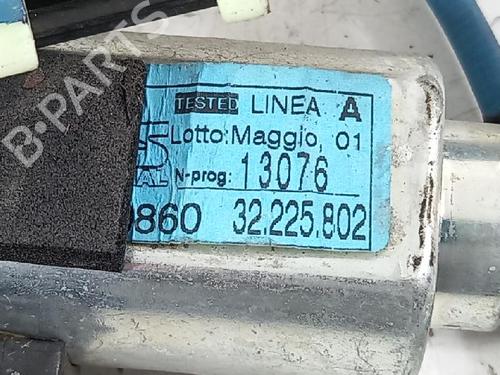 B-PARTS
TESTED LINEA A
Lotto: Maggio, 01
N-prog: 13076
0860 32.225.802